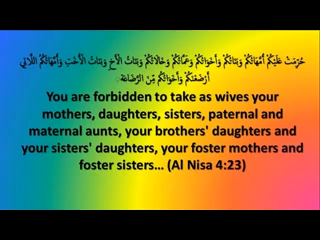 حُرِّمَتْ عَلَيْكُمْ أُمَّهَاتُكُمْ وَبَنَاتُكُمْ وَأَخَوَاتُكُمْ وَعَمَّاتُكُمْ وَخَالَاتُكُمْ وَبَنَاتُ الْأَخِ وَبَنَاتُ الْأُخْتِ وَأُمَّهَاتُكُمُ اللَّاتِي
أَرْضَعْنَكُمْ وَأَخَوَاتُكُم مِّنَ الرَّضَاعَةِ
You are forbidden to take as wives your
mothers, daughters, sisters, paternal and
maternal aunts, your brothers' daughters and
your sisters' daughters, your foster mothers and
foster sisters... (Al Nisa 4:23)